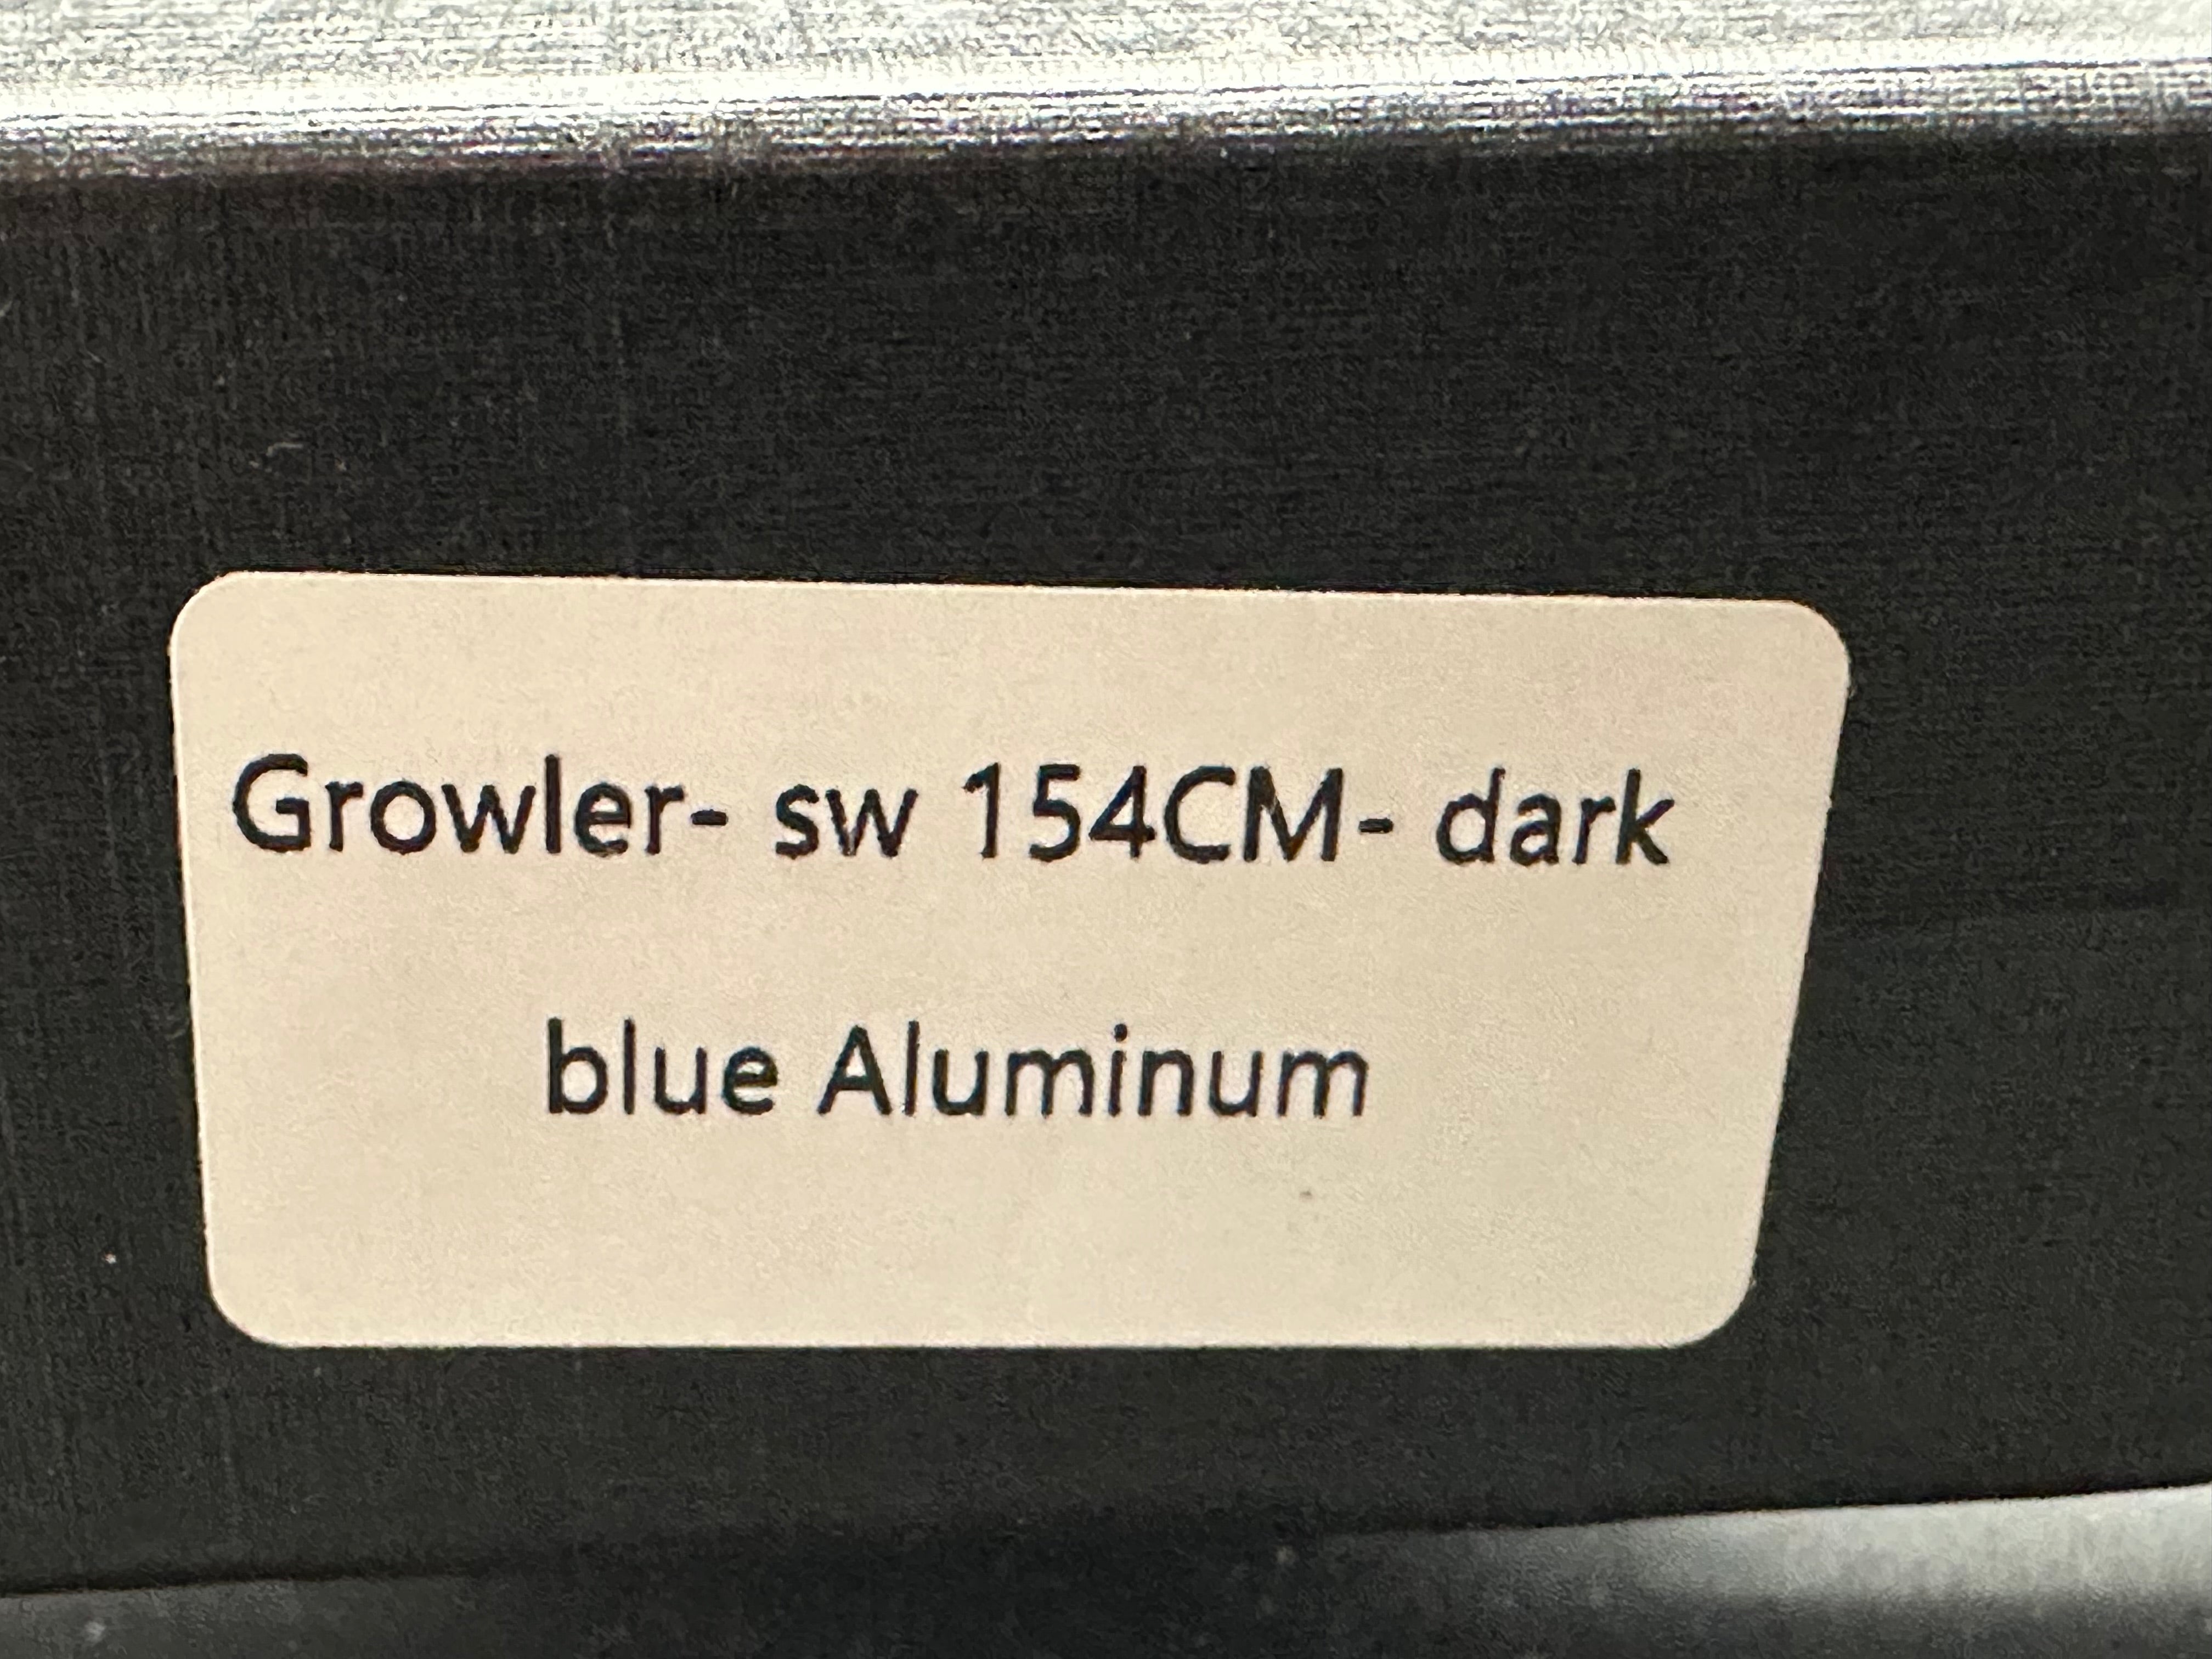 Growler- sw 154CM- dark
blue Aluminum